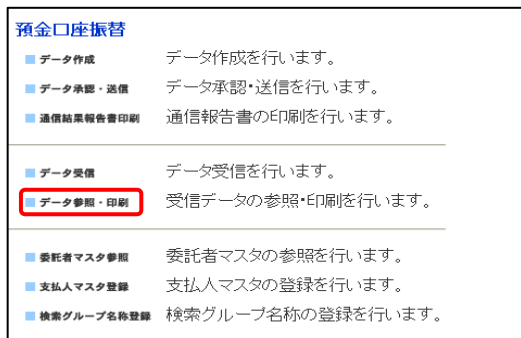 預金口座振替
データ作成 データ作成を行います。
データ承認・送信 データ承認・送信を行います。
通信結果報告書印刷 通信報告書の印刷を行います。
データ受信 データ受信を行います。
データ参照・印刷 受信データの参照・印刷を行います。
委託者マスタ参照 委託者マスタの参照を行います。
支払人マスタ登録 支払人マスタの登録を行います。
検索グループ名称登録 検索グループ名称の登録を行います。